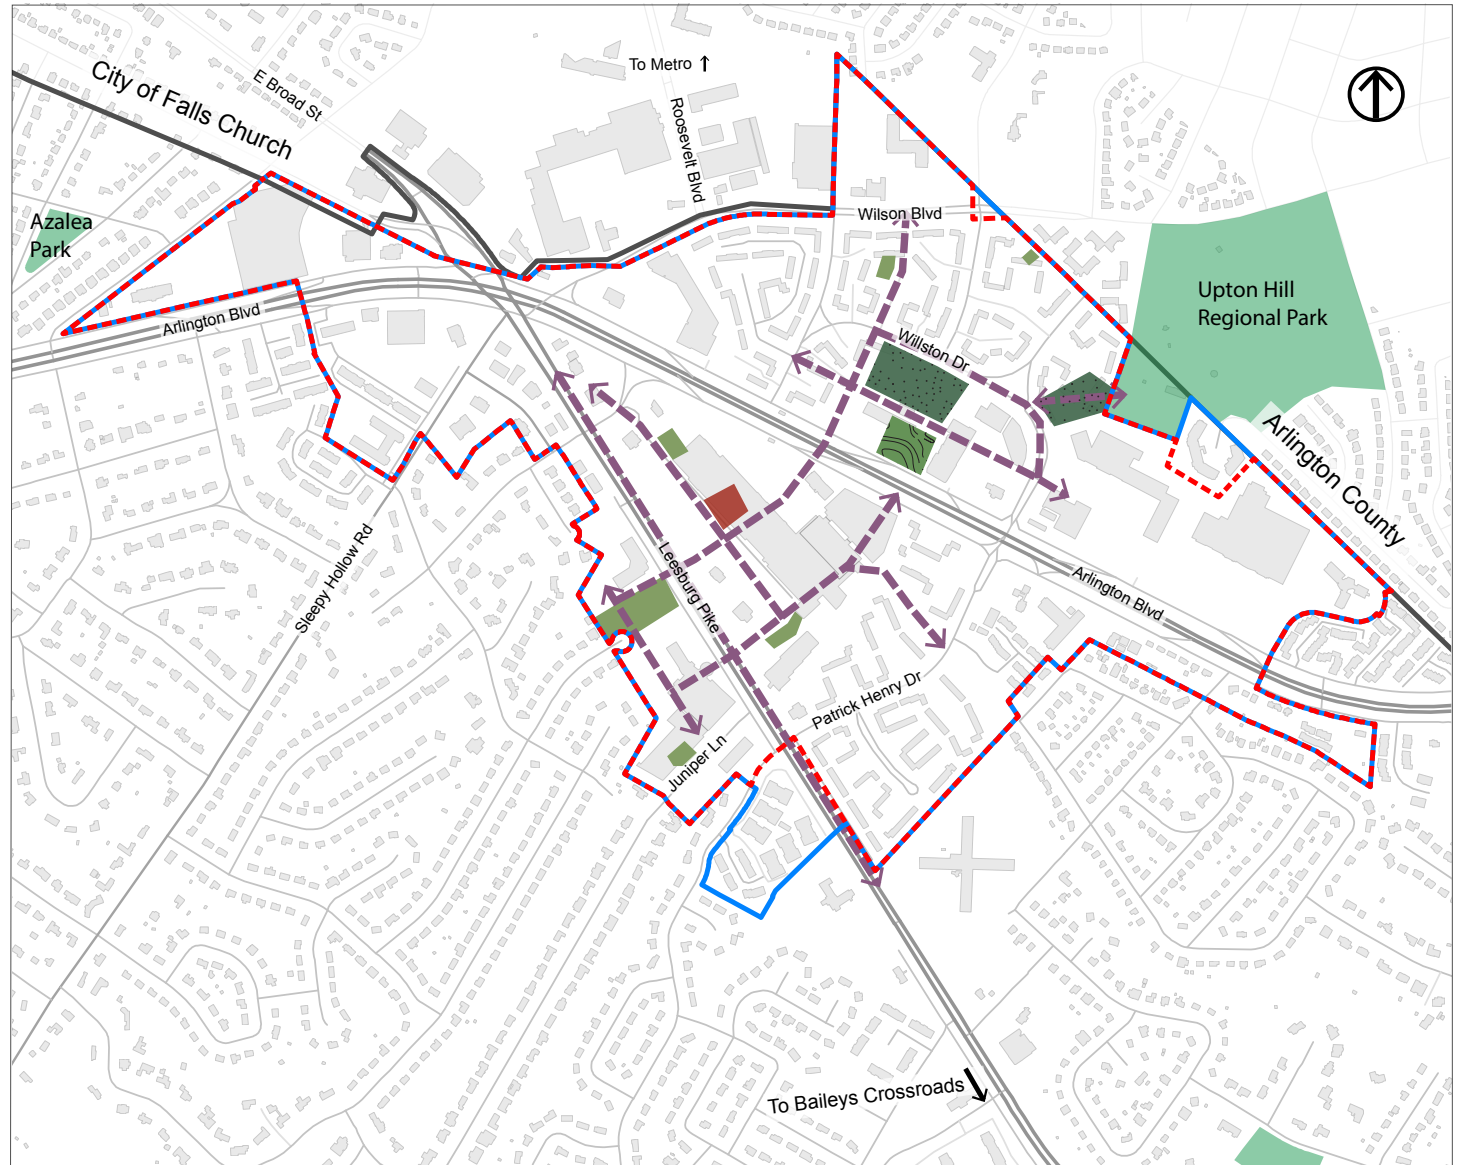 To Metro ↑
City of Falls Church
E Broad St
Roosevelt Blvd
Azalea
Park
Wilson Blvd
Upton Hill
Regional Park
Arlington Blvd
Willston Dr
Arlington County
Sleepy Hollow Rd
Leesburg Pike
Arlington Blvd
Patrick Henry Dr
Juniper Ln
To Baileys Crossroads